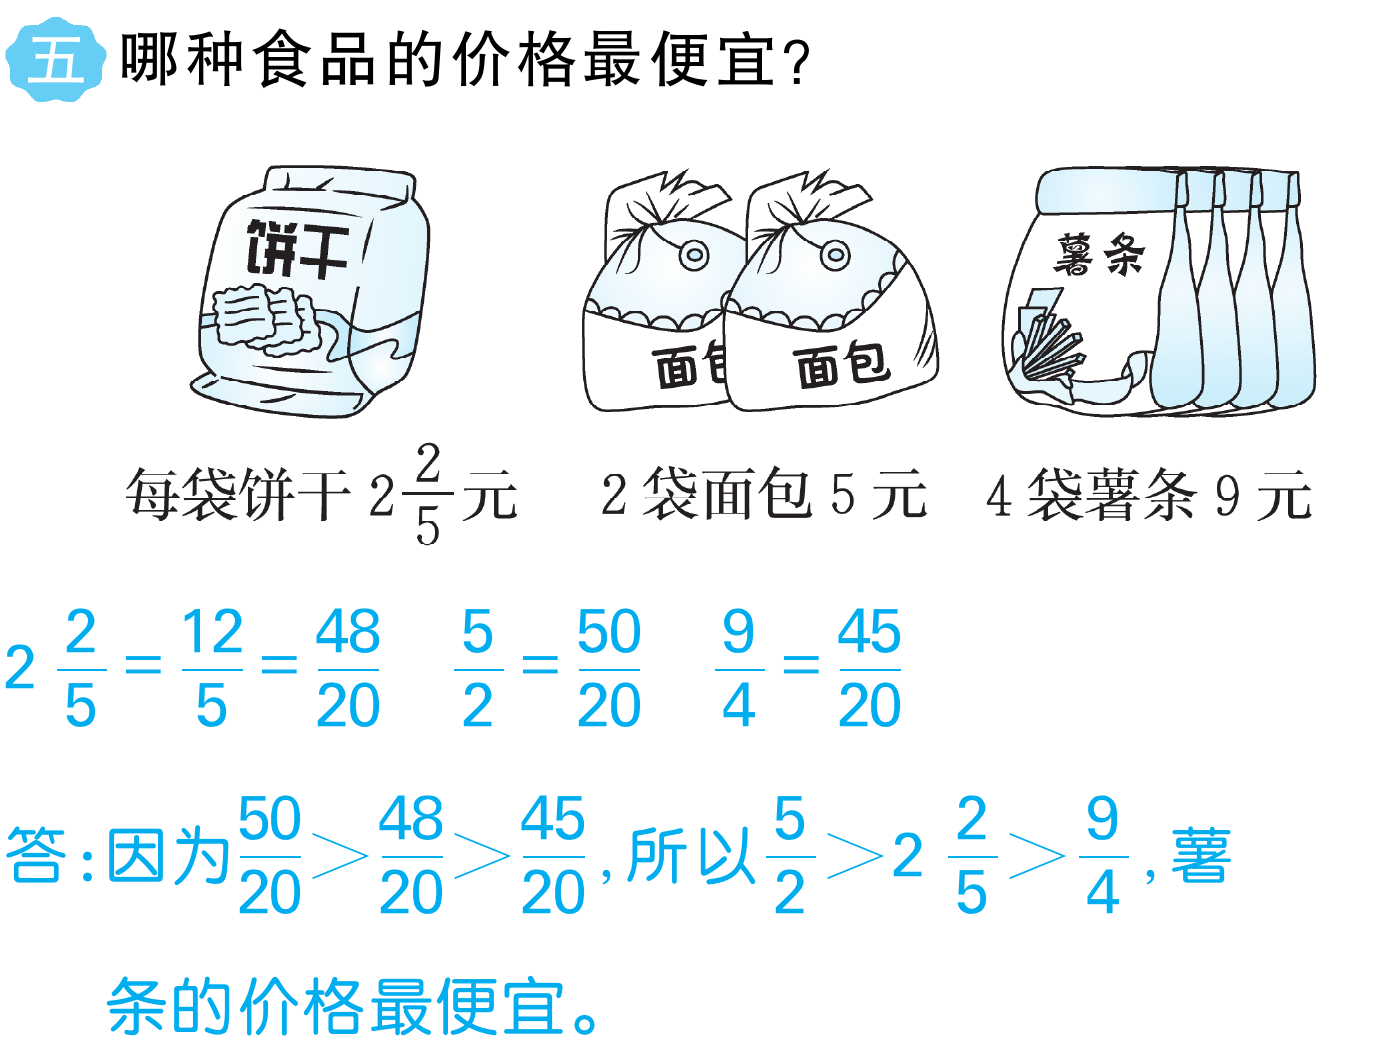 五 哪种食品的价格最便宜?
饼干 面包 面包 薯条
每袋饼干 2 2/5 元 2 袋面包 5 元 4 袋薯条 9 元
2 2/5 = 12/5 = 48/20 5/2 = 50/20 9/4 = 45/20
答:因为 50/20 > 48/20 > 45/20,所以 5/2 > 2 2/5 > 9/4,薯
条的价格最便宜。